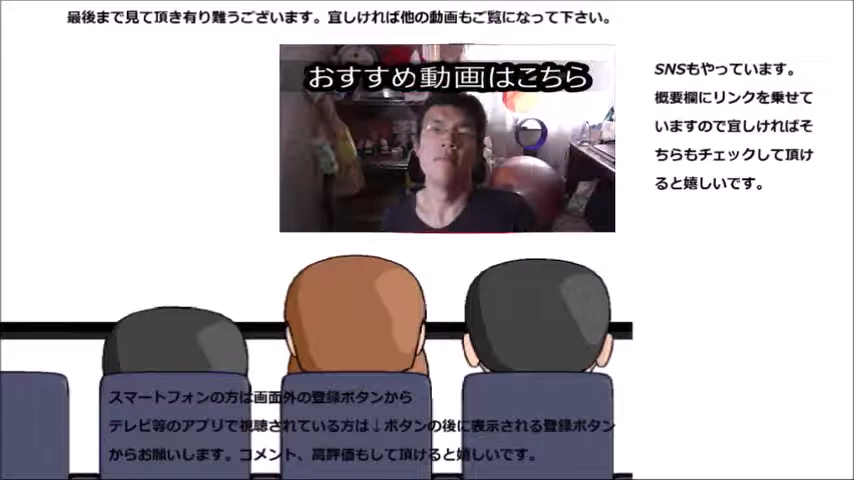 最後まで見て頂き有り難うございます。宜しければ他の動画もご覧になって下さい。
おすすめ動画はこちら
SNSもやっています。
概要欄にリンクを乗せて
いますので宜しければそ
ちらもチェックして頂け
ると嬉しいです。
スマートフォンの方は画面外の登録ボタンから
テレビ等のアプリで視聴されている方は↓ボタンの後に表示される登録ボタン
からお願いします。コメント、高評価もして頂けると嬉しいです。